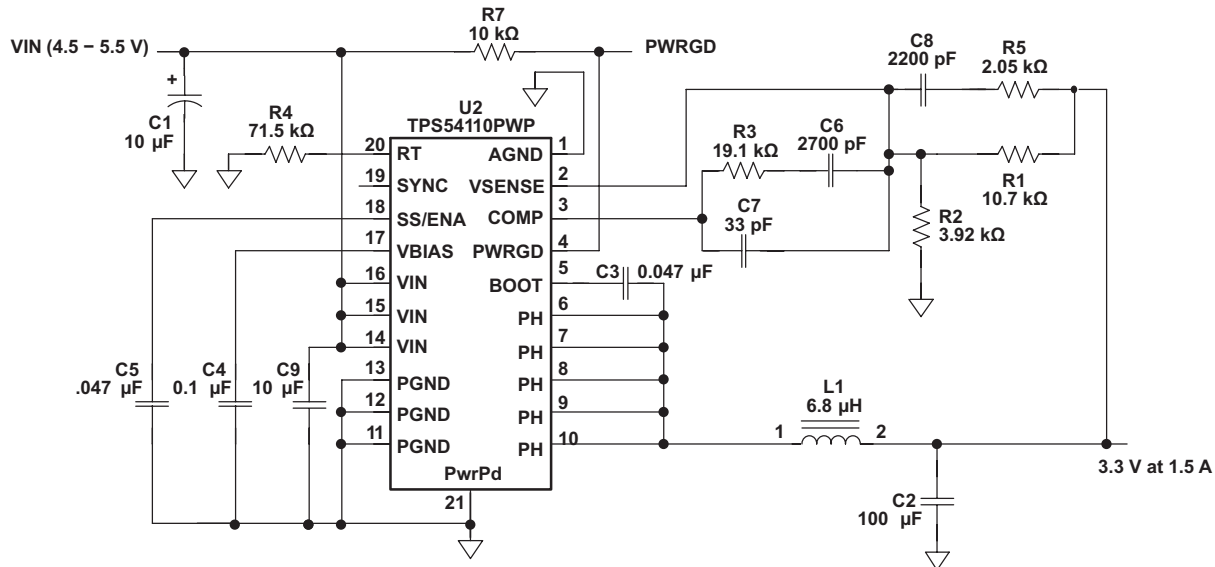 VIN (4.5 − 5.5 V)
R7
10 kΩ
PWRGD
+
C1
10 µF
R4
71.5 kΩ
U2
TPS54110PWP
C8
2200 pF
R5
2.05 kΩ
R3
19.1 kΩ
C6
2700 pF
C7
33 pF
R1
10.7 kΩ
R2
3.92 kΩ
20 RT
19 SYNC
18 SS/ENA
17 VBIAS
16 VIN
15 VIN
14 VIN
13 PGND
12 PGND
11 PGND
AGND 1
VSENSE 2
COMP 3
PWRGD 4
BOOT 5
PH 6
PH 7
PH 8
PH 9
PH 10
PwrPd
21
C3 0.047 µF
C5
.047 µF
C4
0.1 µF
C9
10 µF
L1
6.8 µH
1 2
3.3 V at 1.5 A
C2
100 µF